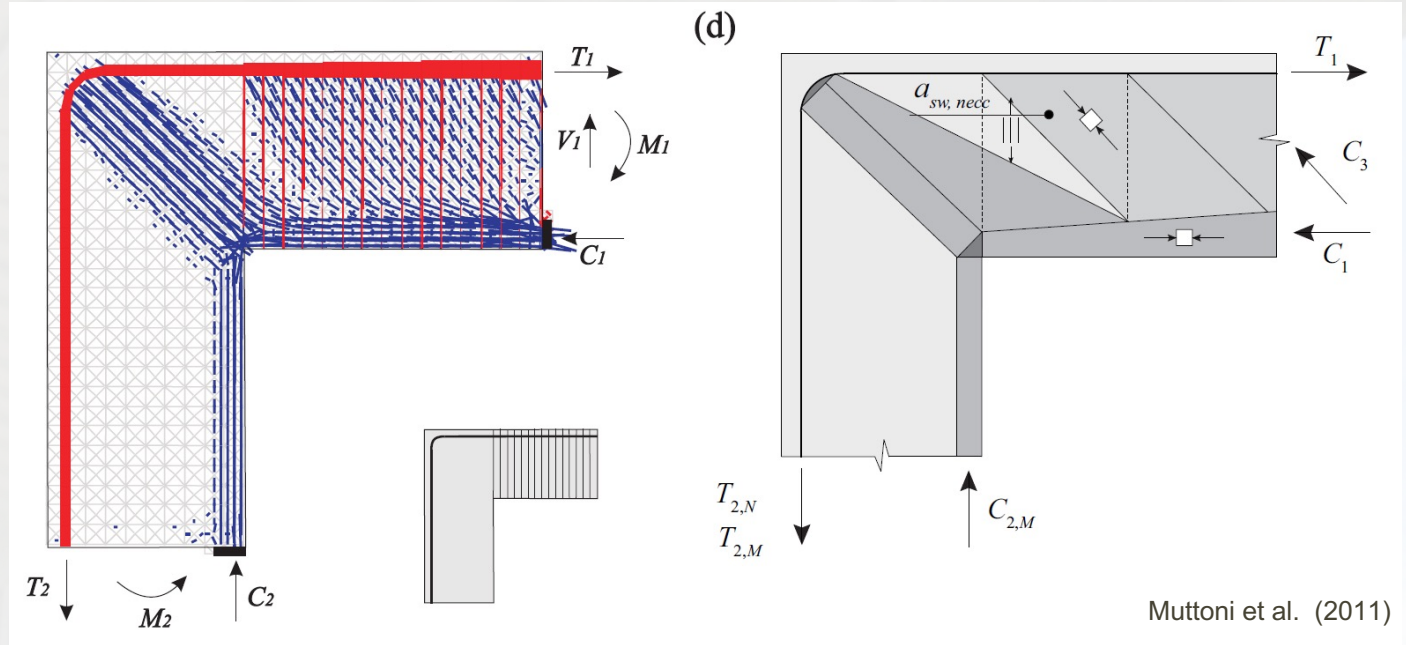 (d)
T1
V1
M1
C1
T2
M2
C2
T1
asw, necc
C3
C1
T2,N
T2,M
C2,M
Muttoni et al. (2011)